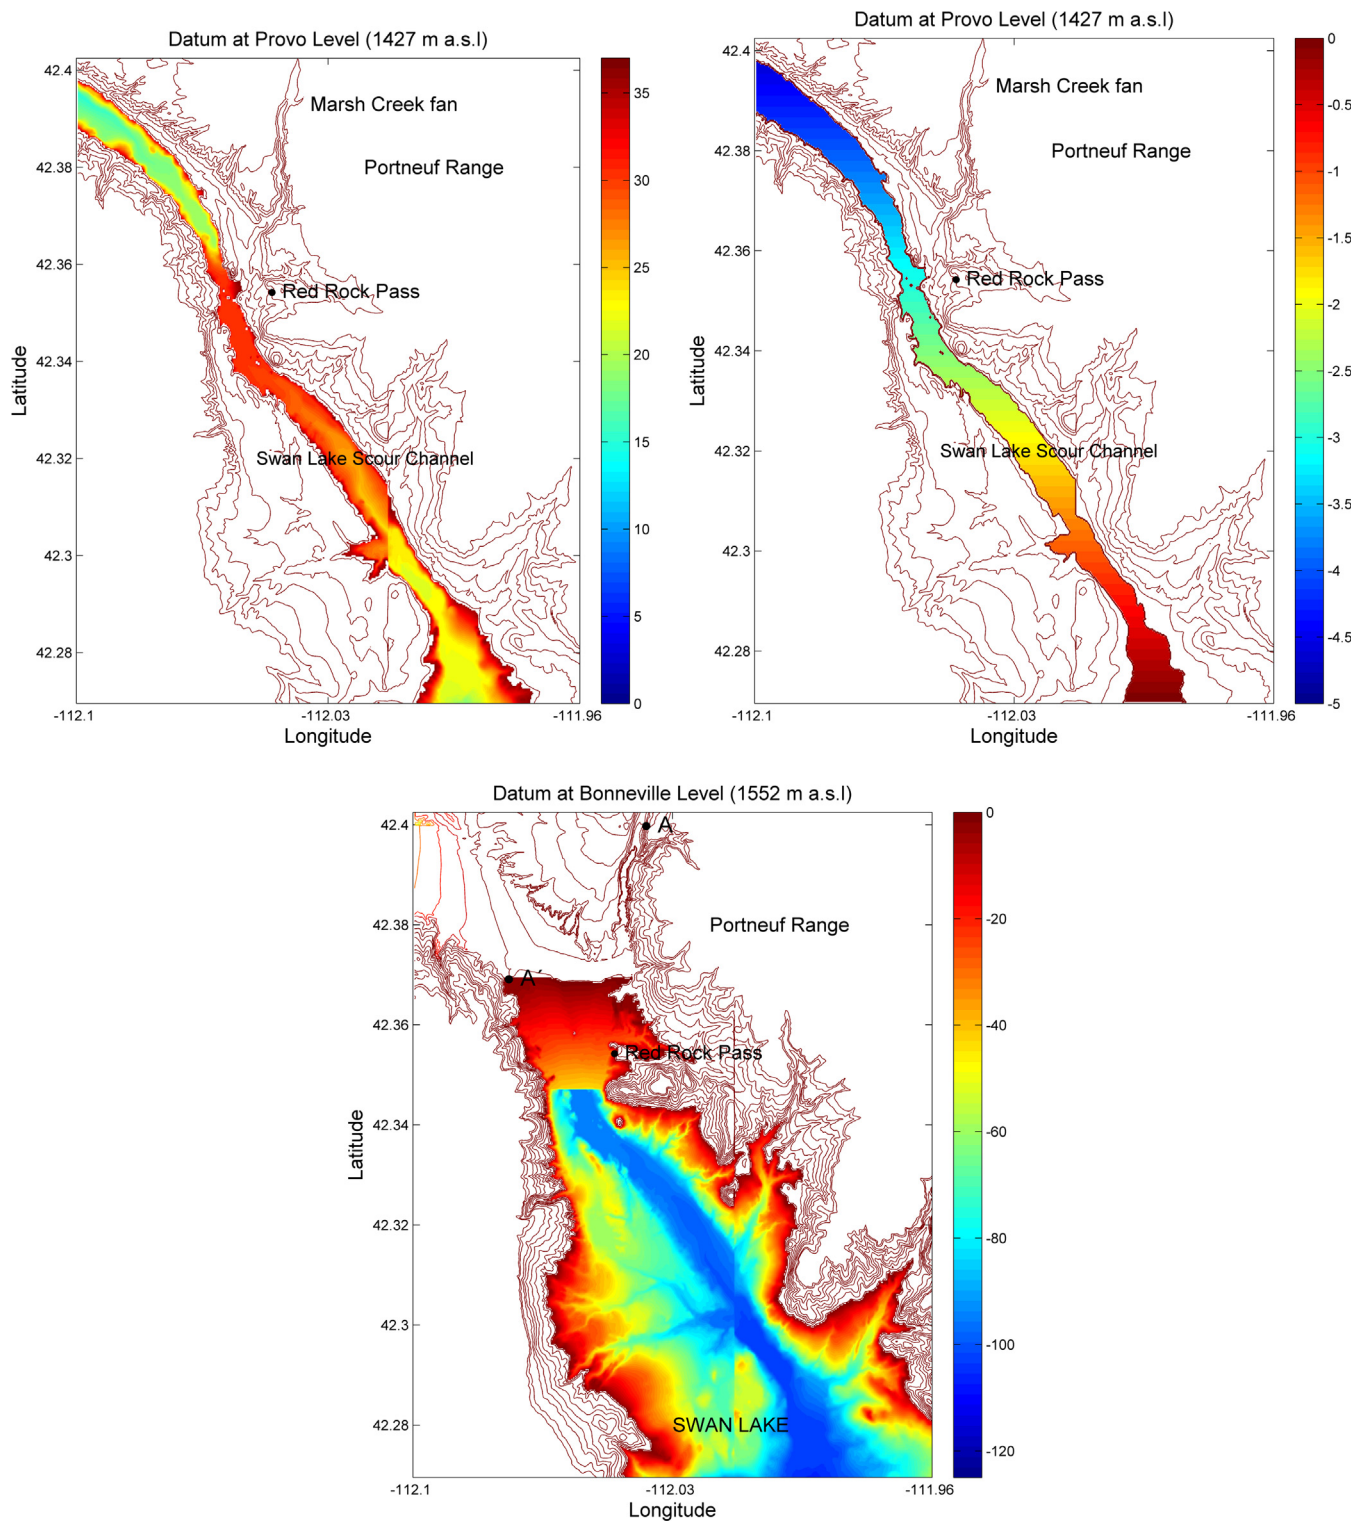 Datum at Provo Level (1427 m a.s.l)
42.4
42.38
42.36
42.34
42.32
42.3
42.28
Latitude
-112.1
-112.03
-111.96
Longitude
Marsh Creek fan
Portneuf Range
Red Rock Pass
Swan Lake Scour Channel
35
30
25
20
15
10
5
0
Datum at Provo Level (1427 m a.s.l)
42.4
42.38
42.36
42.34
42.32
42.3
42.28
Latitude
-112.1
-112.03
-111.96
Longitude
Marsh Creek fan
Portneuf Range
Red Rock Pass
Swan Lake Scour Channel
0
-0.5
-1
-1.5
-2
-2.5
-3
-3.5
-4
-4.5
-5
Datum at Bonneville Level (1552 m a.s.l)
42.4
42.38
42.36
42.34
42.32
42.3
42.28
Latitude
-112.1
-112.03
-111.96
Longitude
A
Portneuf Range
A´
Red Rock Pass
SWAN LAKE
0
-20
-40
-60
-80
-100
-120